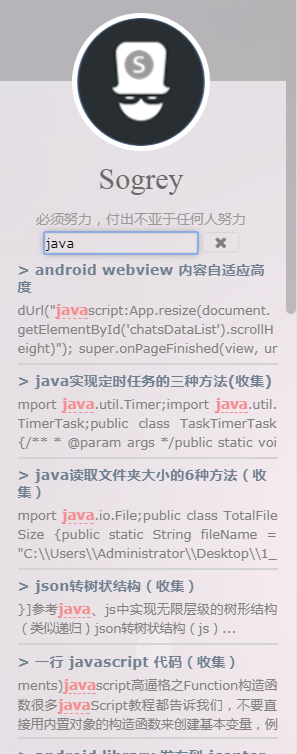 S
Sogrey
必须努力，付出不亚于任何人努力
java
> android webview 内容自适应高
度
dUrl("javascript:App.resize(document.
getElementById('chatsDataList').scrollH
eight)"); super.onPageFinished(view, ur
> java实现定时任务的三种方法(收集)
mport java.util.Timer;import java.util.
TimerTask;public class TaskTimerTask
{/** * @param args */public static voi
> java读取文件夹大小的6种方法（收
集）
mport java.io.File;public class TotalFile
Size {public static String fileName =
"C:\\Users\\Administrator\\Desktop\\1_
> json转树状结构（收集）
}]参考java、js中实现无限层级的树形结构
（类似递归）json转树状结构（js）...
> 一行 javascript 代码（收集）
ments)javascript高逼格之Function构造函
数很多javaScript教程都告诉我们，不要直
接用内置对象的构造函数来创建基本变量，例